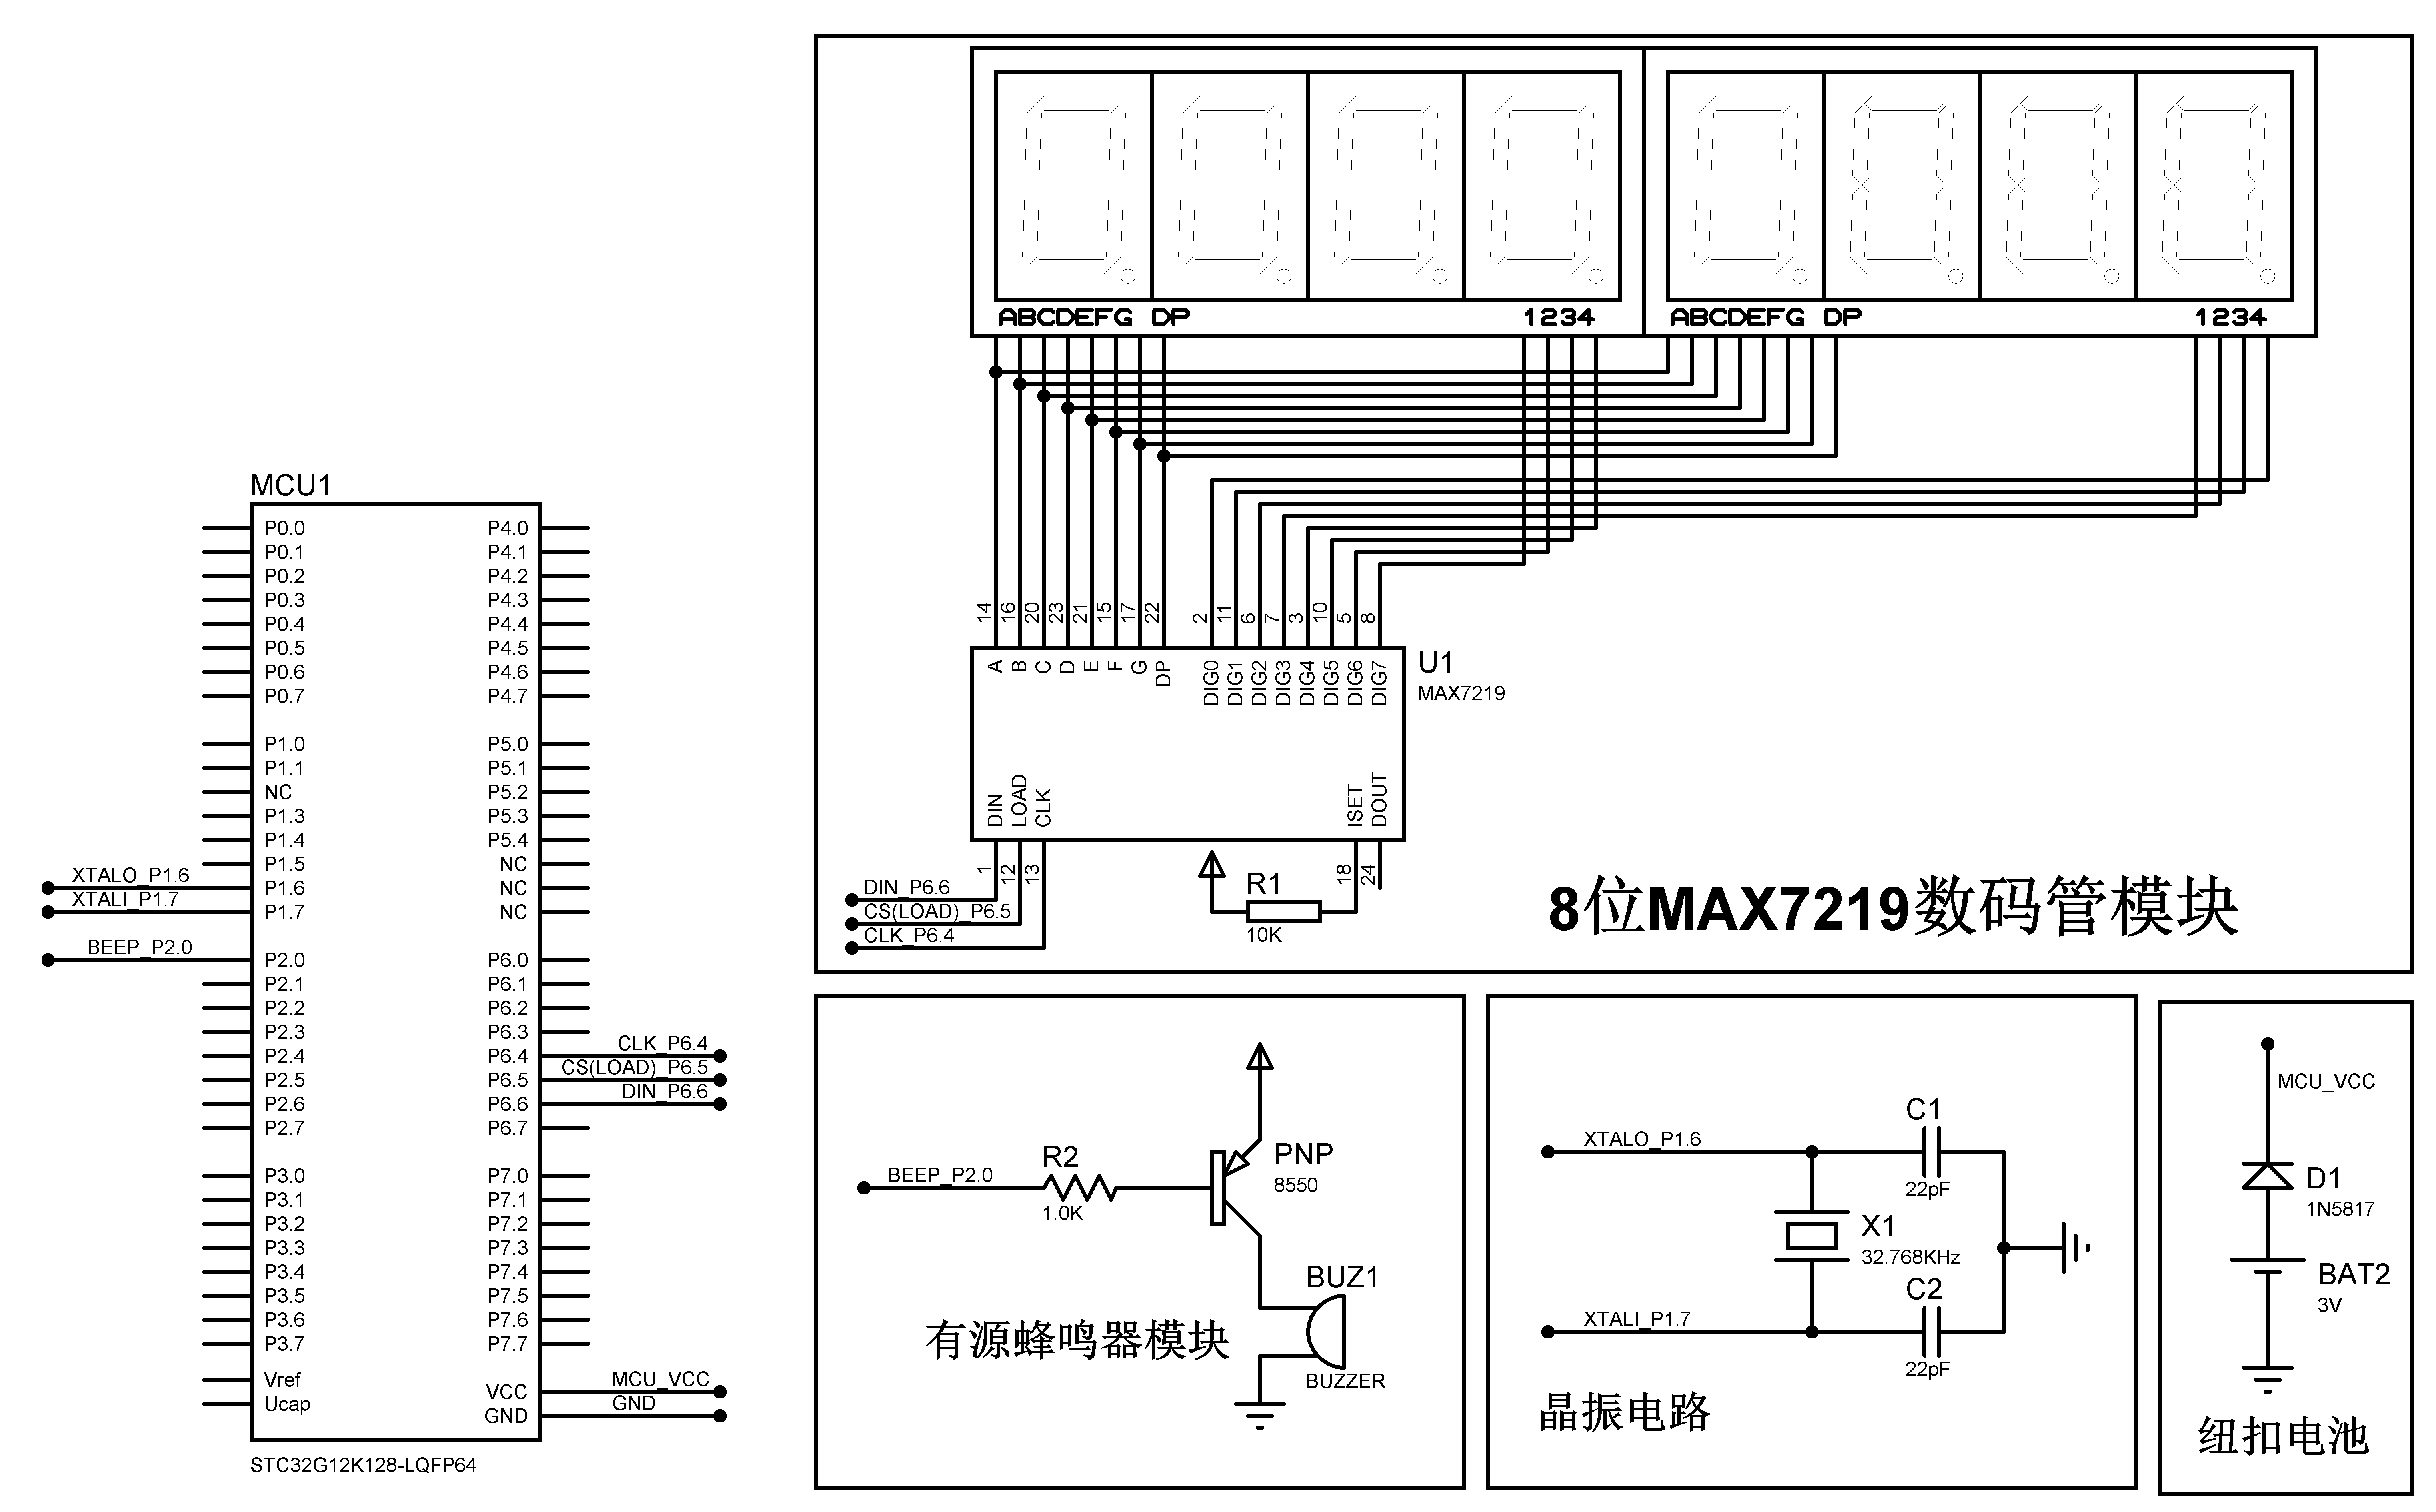 MCU1
P0.0 P4.0
P0.1 P4.1
P0.2 P4.2
P0.3 P4.3
P0.4 P4.4
P0.5 P4.5
P0.6 P4.6
P0.7 P4.7
P1.0 P5.0
P1.1 P5.1
NC P5.2
P1.3 P5.3
P1.4 P5.4
P1.5 NC
XTALO_P1.6 P1.6 NC
XTALI_P1.7 P1.7 NC
BEEP_P2.0 P2.0 P6.0
P2.1 P6.1
P2.2 P6.2
P2.3 P6.3
P2.4 P6.4 CLK_P6.4
P2.5 P6.5 CS(LOAD)_P6.5
P2.6 P6.6 DIN_P6.6
P2.7 P6.7
P3.0 P7.0
P3.1 P7.1
P3.2 P7.2
P3.3 P7.3
P3.4 P7.4
P3.5 P7.5
P3.6 P7.6
P3.7 P7.7
Vref
VCC MCU_VCC
Ucap
GND GND
STC32G12K128-LQFP64
ABCDEFG DP 1234 ABCDEFG DP 1234
14 16 20 23 21 15 17 22 2 11 6 7 3 10 5 8
A B C D E F G DP DIG0 DIG1 DIG2 DIG3 DIG4 DIG5 DIG6 DIG7
U1
MAX7219
DIN LOAD CLK ISET DOUT
1 12 13 18 24
DIN_P6.6
CS(LOAD)_P6.5
CLK_P6.4
R1
10K
8位MAX7219数码管模块
BEEP_P2.0
R2
1.0K
PNP
8550
BUZ1
BUZZER
有源蜂鸣器模块
XTALO_P1.6
C1
22pF
X1
32.768KHz
XTALI_P1.7
C2
22pF
晶振电路
MCU_VCC
D1
1N5817
BAT2
3V
纽扣电池